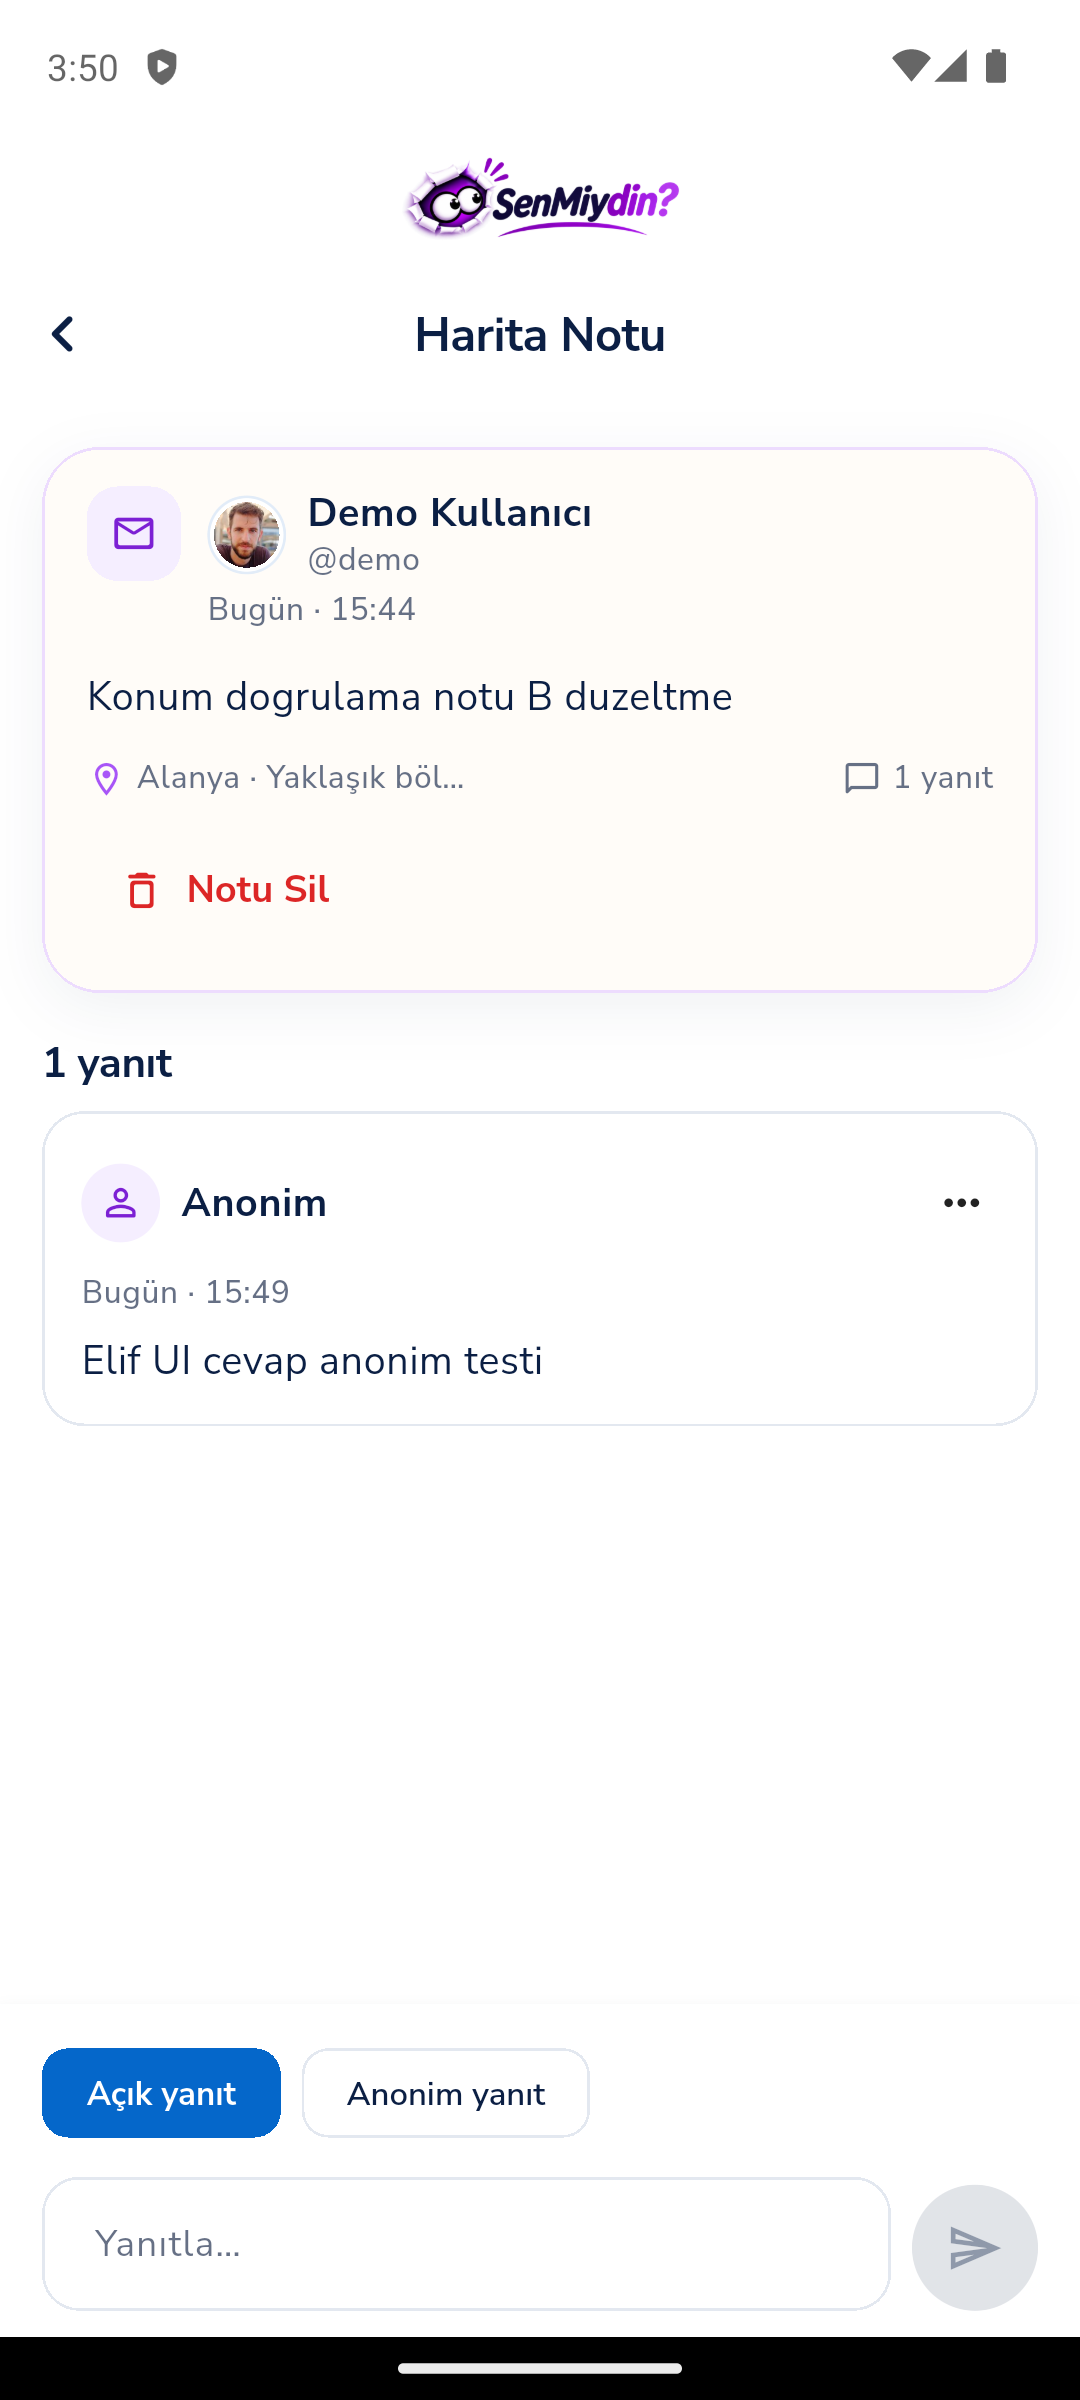 3:50
SenMiydin?
Harita Notu
Demo Kullanıcı
@demo
Bugün · 15:44
Konum dogrulama notu B duzeltme
Alanya · Yaklaşık böl...
1 yanıt
Notu Sil
1 yanıt
Anonim
Bugün · 15:49
Elif UI cevap anonim testi
Açık yanıt
Anonim yanıt
Yanıtla...